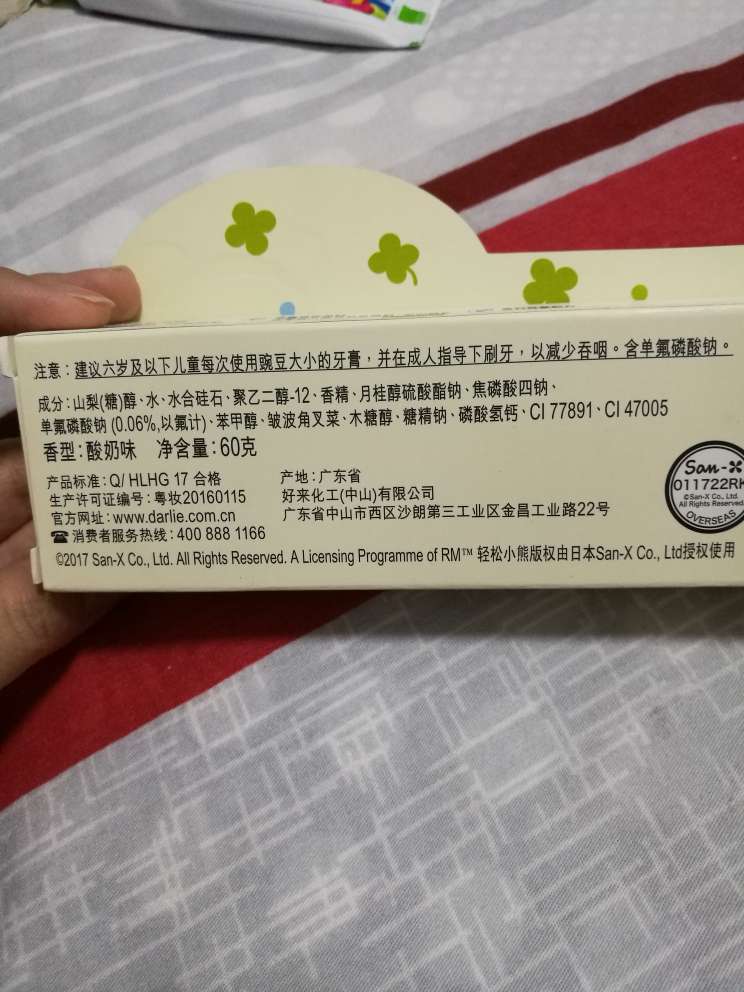 注意:建议六岁及以下儿童每次使用豌豆大小的牙膏,并在成人指导下刷牙,以减少吞咽。含单氟磷酸钠。
成分:山梨(糖)醇、水、水合硅石、聚乙二醇-12、香精、月桂醇硫酸酯钠、焦磷酸四钠、
单氟磷酸钠 (0.06%,以氟计)、苯甲醇、皱波角叉菜、木糖醇、糖精钠、磷酸氢钙、CI 77891、CI 47005
香型:酸奶味 净含量:60克
产品标准:Q/ HLHG 17 合格
生产许可证编号:粤妆20160115
官方网址:www.darlie.com.cn
☎消费者服务热线:400 888 1166
产地:广东省
好来化工(中山)有限公司
广东省中山市西区沙朗第三工业区金昌工业路22号
©2017 San-X Co., Ltd. All Rights Reserved. A Licensing Programme of RM™ 轻松小熊版权由日本San-X Co., Ltd授权使用
San-X
011722RK
©San-X Co., Ltd.
All Rights Reserved.
OVERSEAS